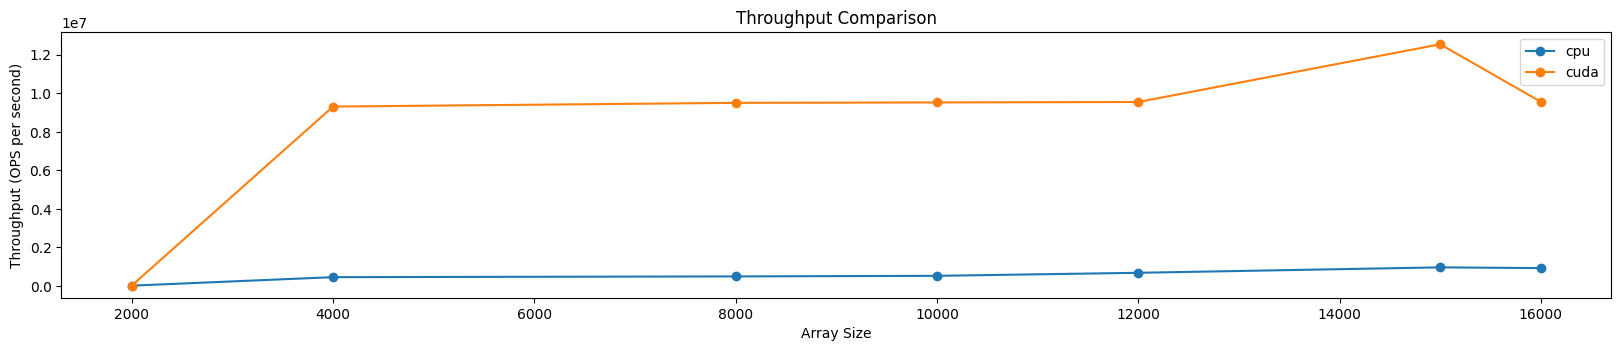 Throughput Comparison
1e7
Throughput (OPS per second)
1.2
1.0
0.8
0.6
0.4
0.2
0.0
cpu
cuda
2000 4000 6000 8000 10000 12000 14000 16000
Array Size